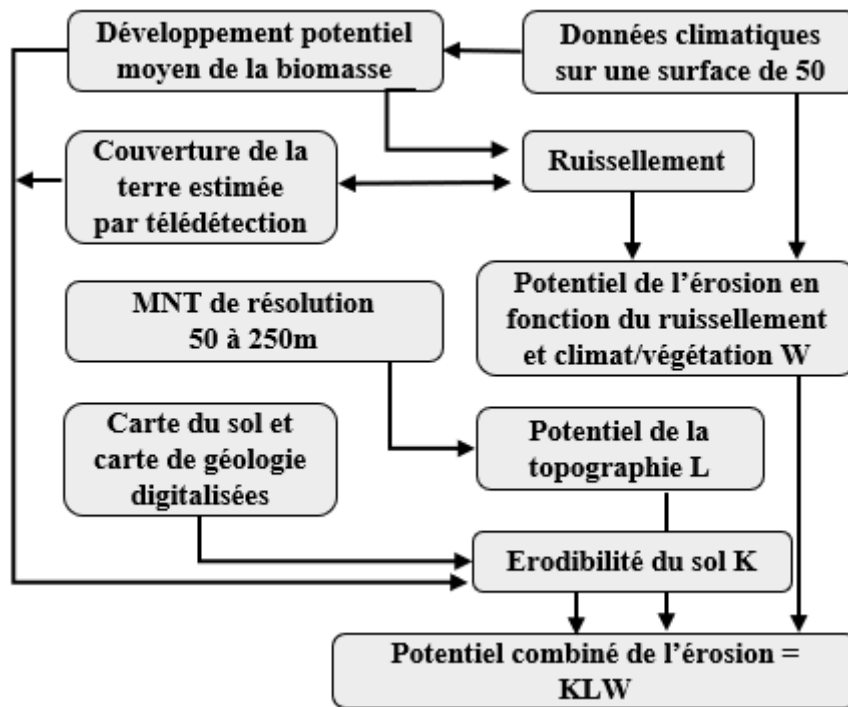 Développement potentiel
moyen de la biomasse
Données climatiques
sur une surface de 50
Couverture de la
terre estimée
par télédétection
Ruissellement
MNT de résolution
50 à 250m
Potentiel de l’érosion en
fonction du ruissellement
et climat/végétation W
Carte du sol et
carte de géologie
digitalisées
Potentiel de la
topographie L
Erodibilité du sol K
Potentiel combiné de l’érosion =
KLW